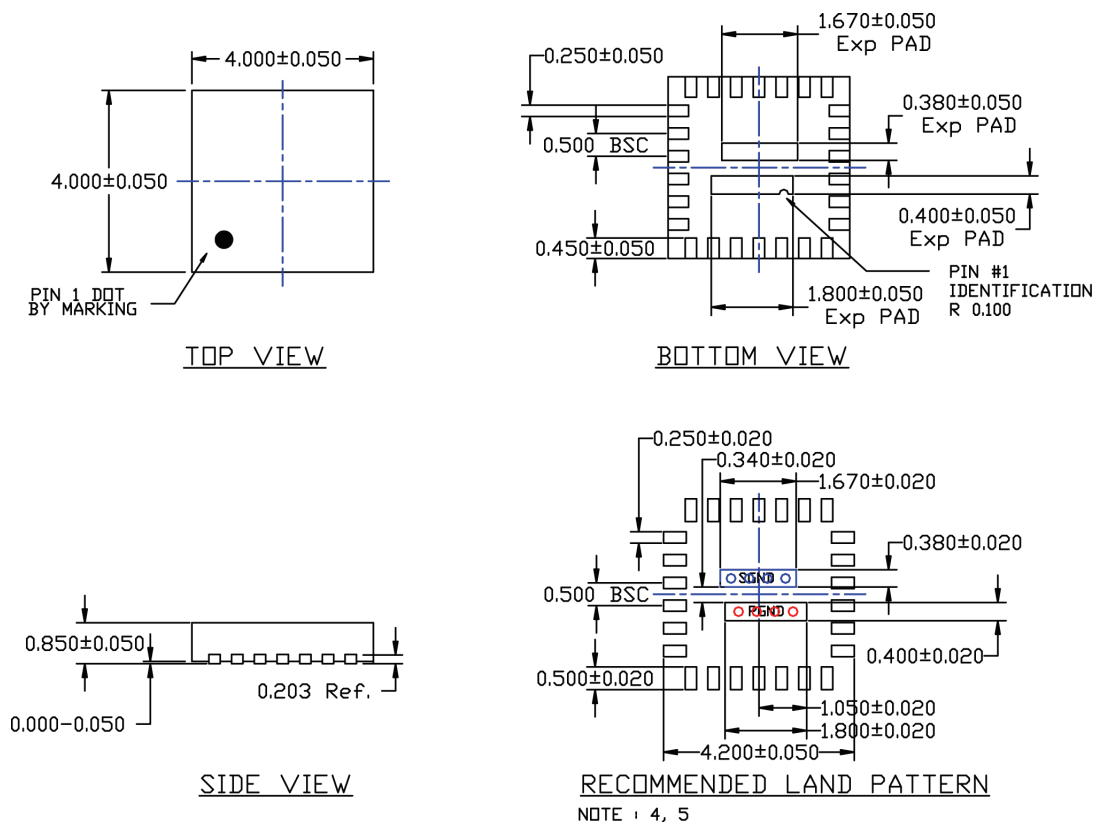 4.000±0.050
4.000±0.050
PIN 1 DOT
BY MARKING
TOP VIEW
1.670±0.050
Exp PAD
0.250±0.050
0.380±0.050
Exp PAD
0.500 BSC
0.400±0.050
Exp PAD
0.450±0.050
PIN #1
IDENTIFICATION
R 0.100
1.800±0.050
Exp PAD
BOTTOM VIEW
0.850±0.050
0.203 Ref.
0.000-0.050
SIDE VIEW
0.250±0.020
0.340±0.020
1.670±0.020
0.380±0.020
SGND
0.500 BSC
PGND
0.400±0.020
0.500±0.020
1.050±0.020
1.800±0.020
4.200±0.050
RECOMMENDED LAND PATTERN
NOTE : 4, 5